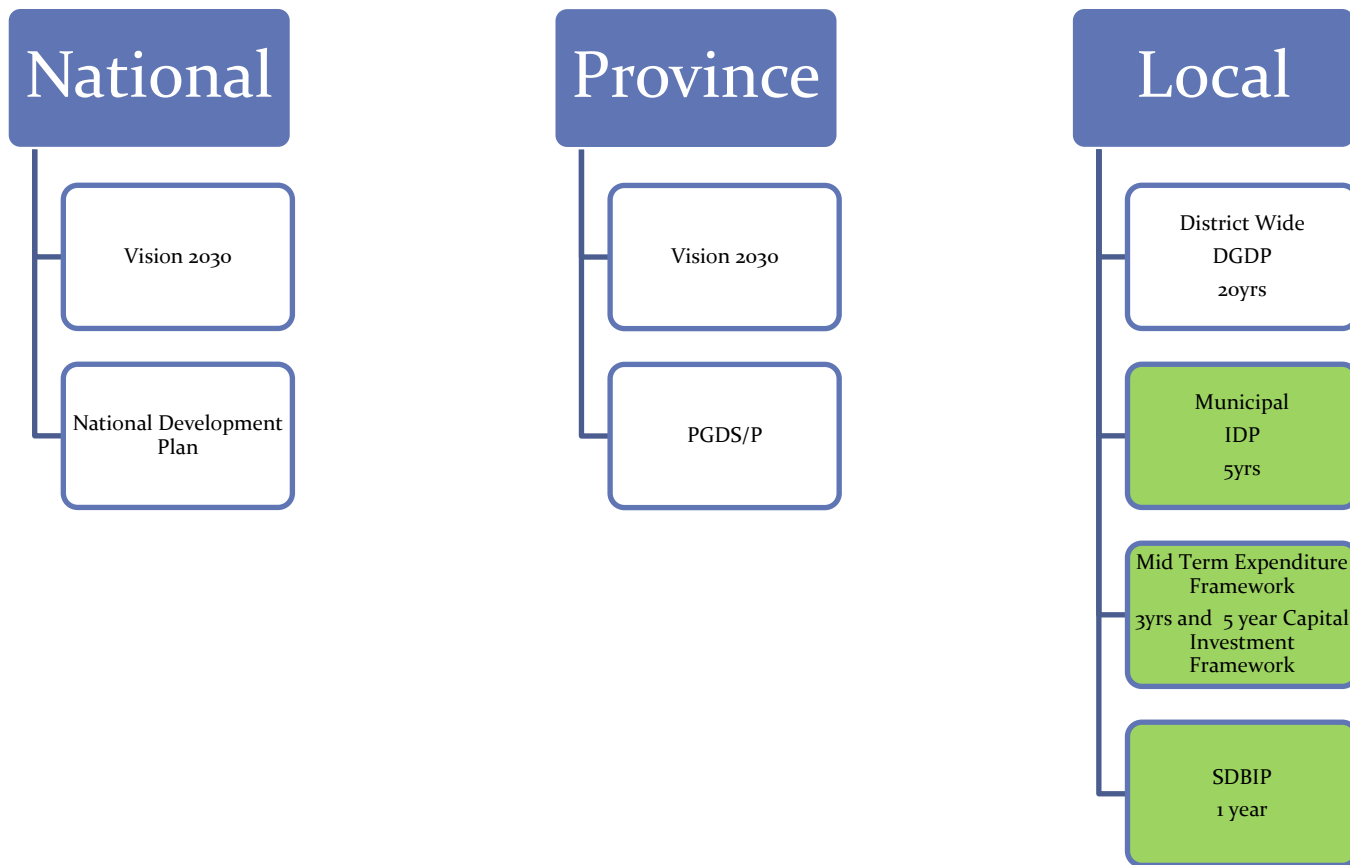 National
Vision 2030
National Development
Plan
Province
Vision 2030
PGDS/P
Local
District Wide
DGDP
20yrs
Municipal
IDP
5yrs
Mid Term Expenditure
Framework
3yrs and 5 year Capital
Investment
Framework
SDBIP
1 year